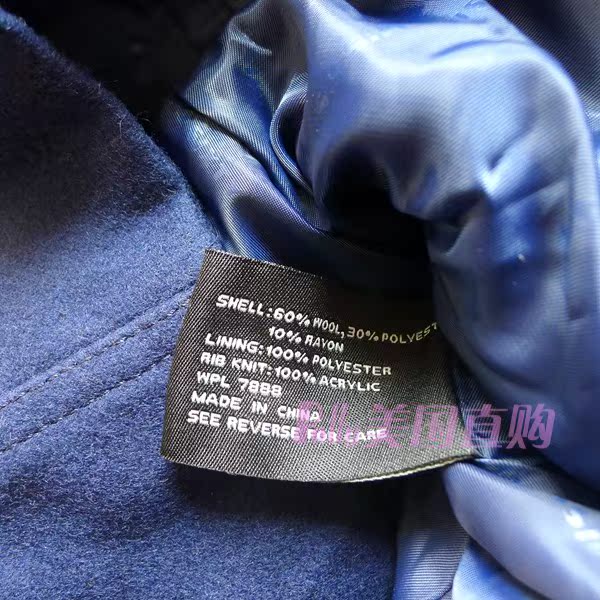 SHELL:60% WOOL, 30% POLYEST
10% RAYON
LINING:100% POLYESTER
RIB KNIT:100% ACRYLIC
WPL 7888
MADE IN CHINA
SEE REVERSE FOR CARE
美国直购